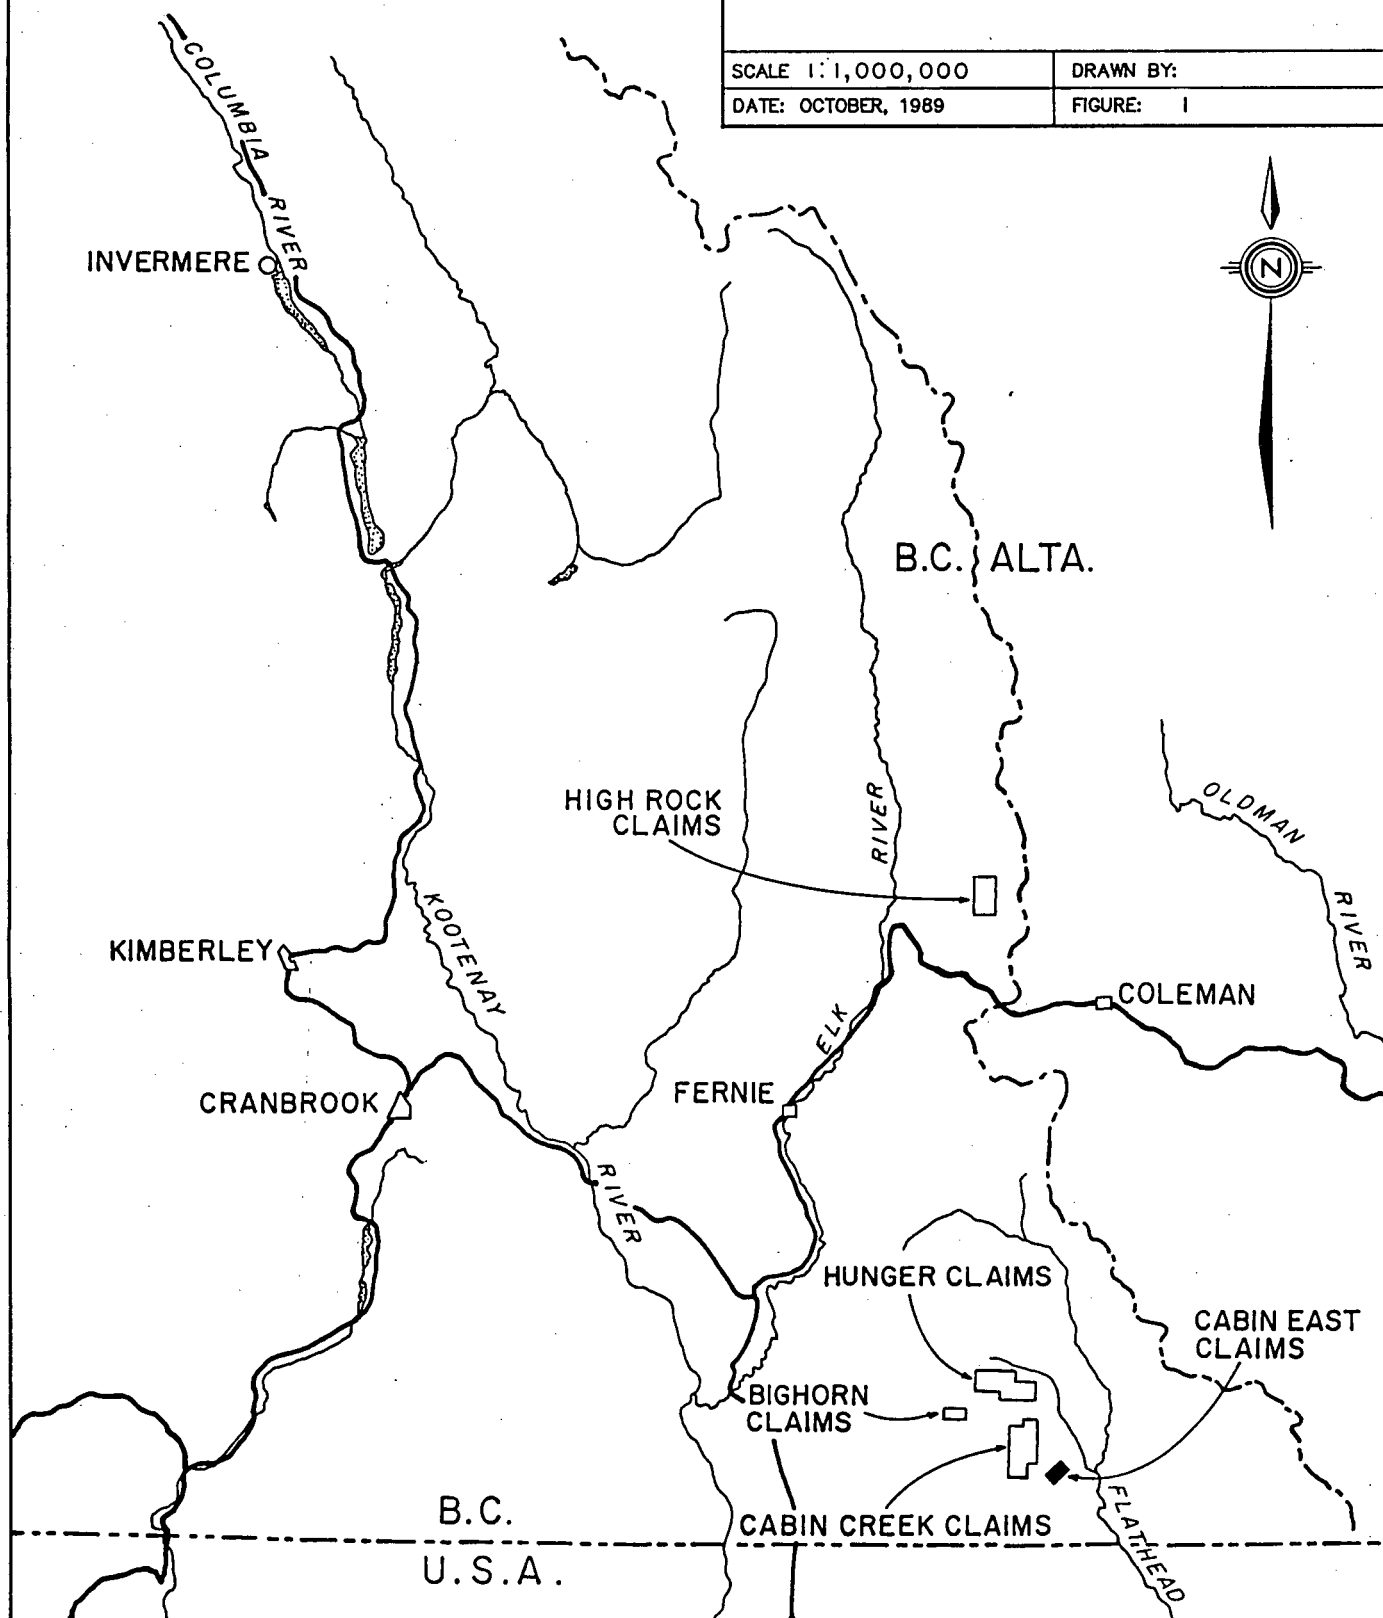 SCALE 1:1,000,000
DRAWN BY:
DATE: OCTOBER, 1989
FIGURE: 1
COLUMBIA
RIVER
INVERMERE
N
B.C.
ALTA.
HIGH ROCK
CLAIMS
RIVER
OLDMAN
RIVER
KOOTENAY
KIMBERLEY
COLEMAN
ELK
FERNIE
CRANBROOK
RIVER
HUNGER CLAIMS
CABIN EAST
CLAIMS
BIGHORN
CLAIMS
B.C.
CABIN CREEK CLAIMS
FLATHEAD
U.S.A.